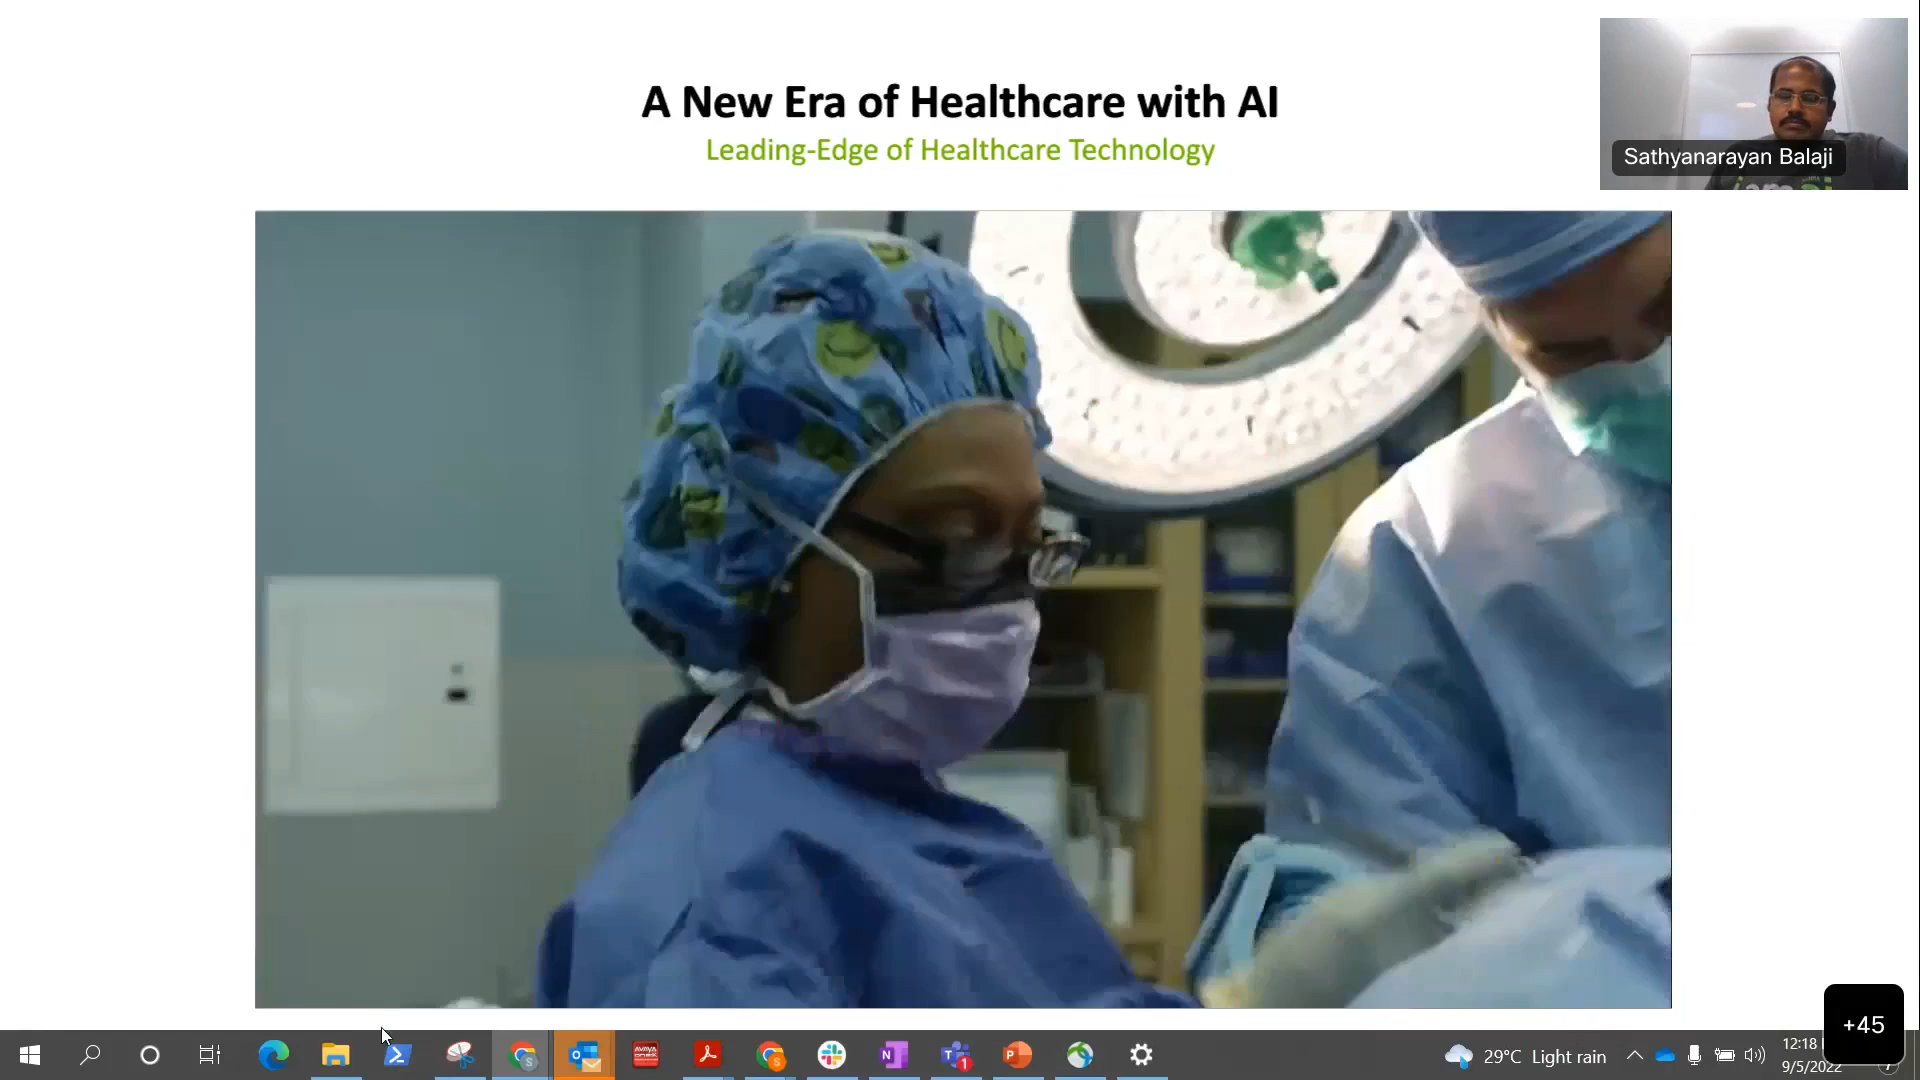 A New Era of Healthcare with AI
Leading-Edge of Healthcare Technology
Sathyanarayan Balaji
+45
29°C Light rain
12:18
9/5/2022